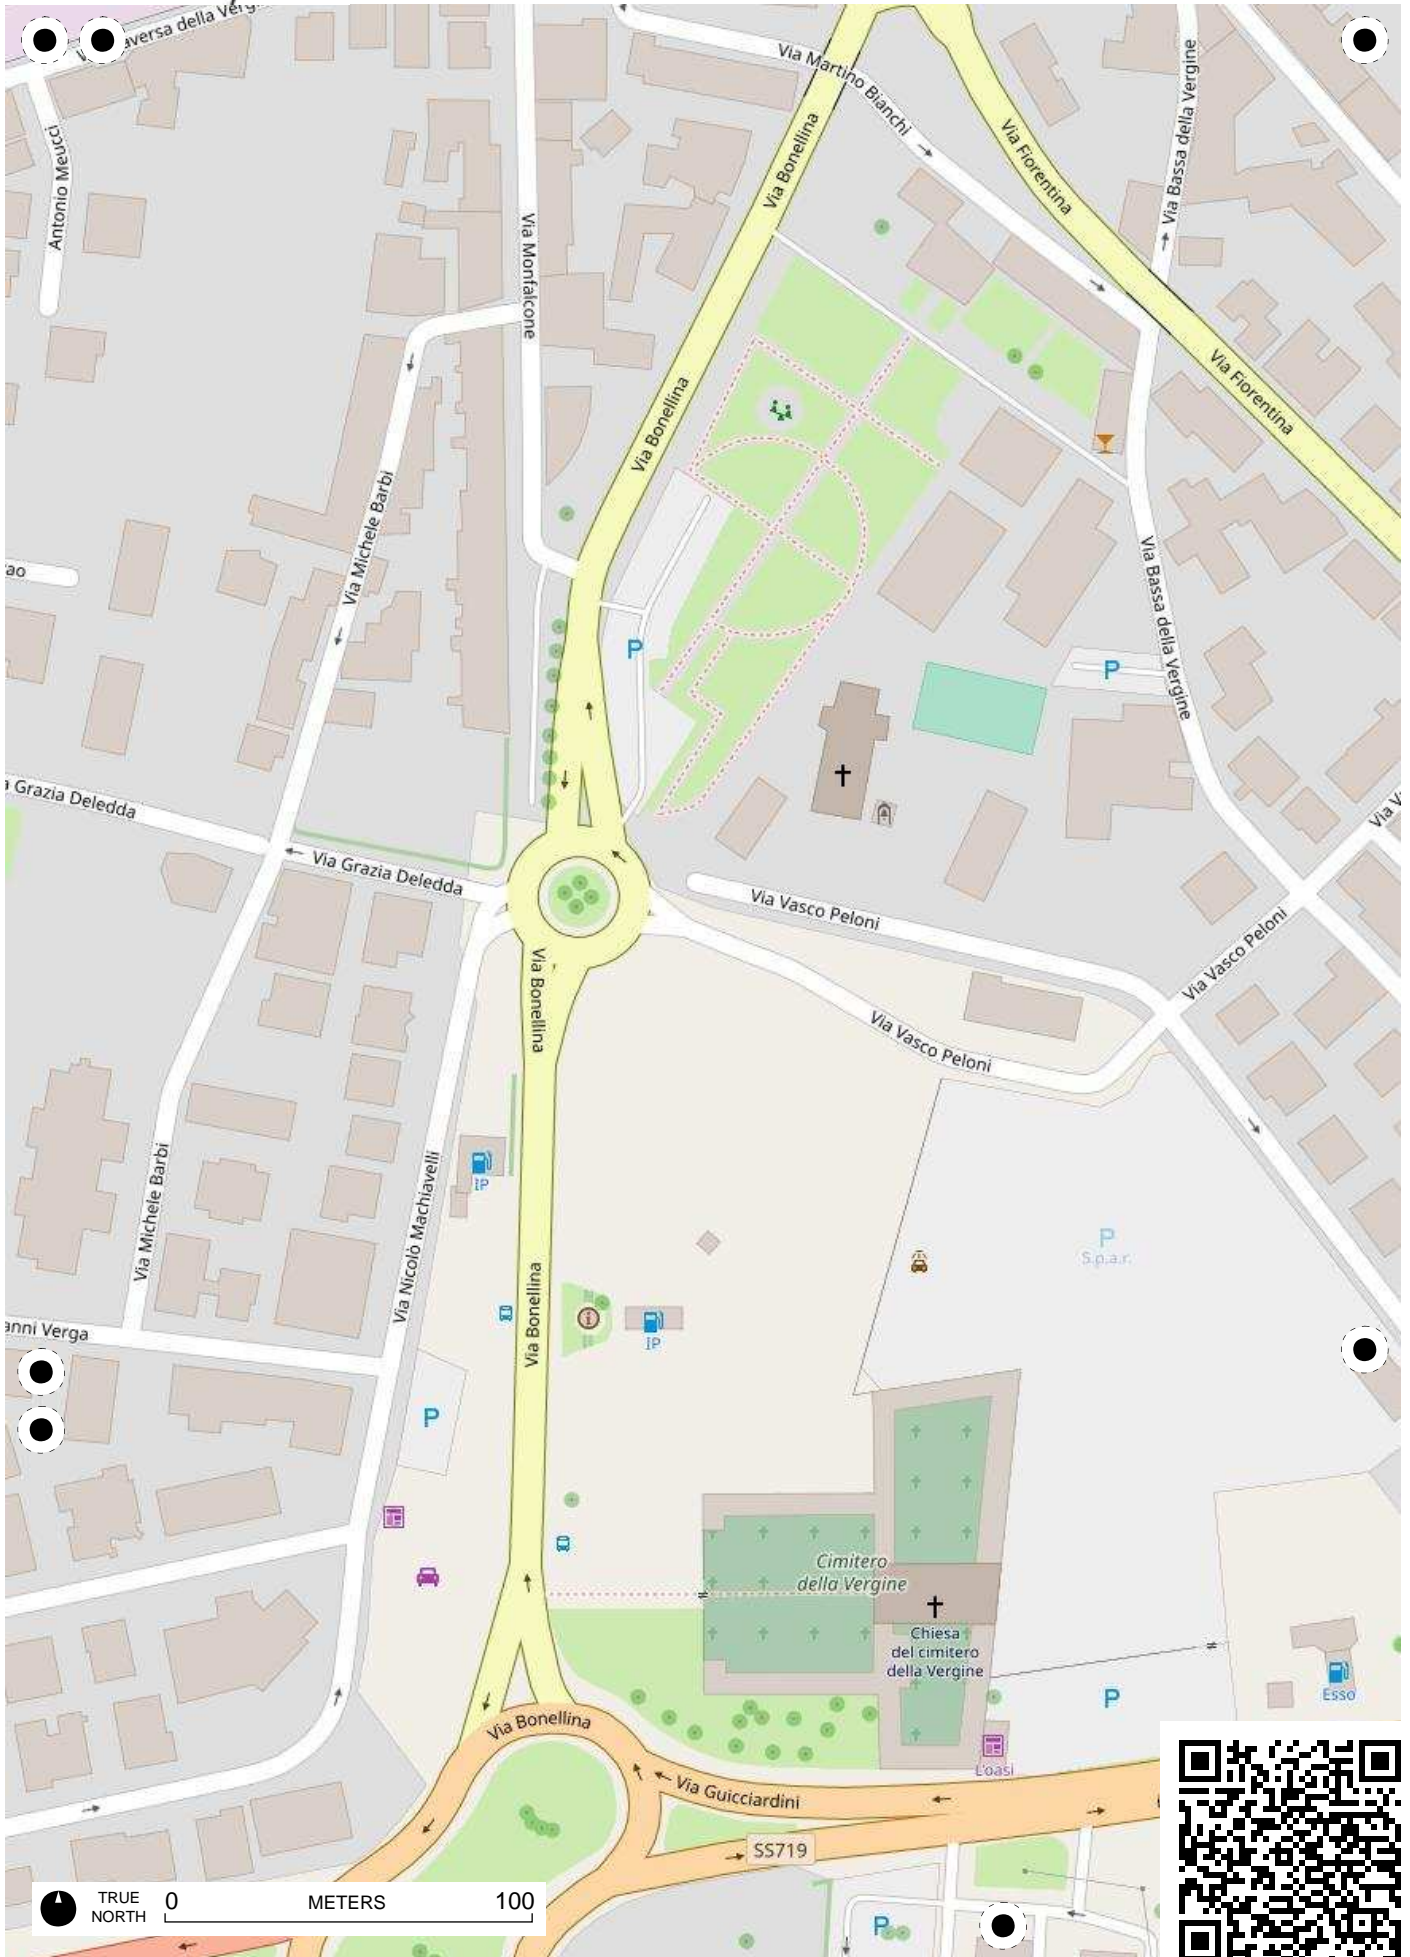 Via Martino Bianchi
Antonio Meucci
Via Monfalcone
Via Bonellina
Via Fiorentina
Via Bassa della Vergine
Via Fiorentina
Via Bonellina
Via Michele Barbi
Via Bassa della Vergine
P
P
a Grazia Deledda
Via Grazia Deledda
Via Vasco Peloni
Via Vasco Peloni
Via Bonellina
Via Vasco Peloni
Via Michele Barbi
Via Nicolò Machiavelli
IP
P
S.p.a.r.
Via Bonellina
IP
anni Verga
P
Cimitero
della Vergine
Chiesa
del cimitero
della Vergine
P
Esso
Via Bonellina
L'oasi
Via Guicciardini
SS719
P
TRUE
NORTH
0 METERS 100